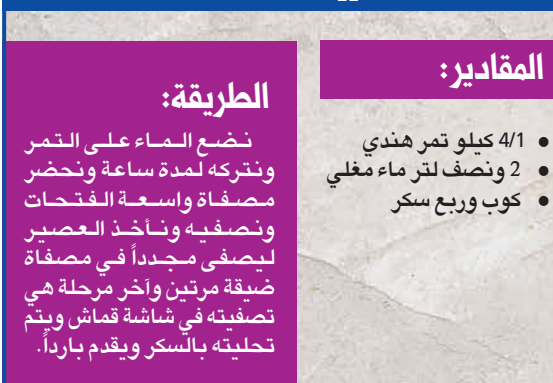 المقادير:
• 4/1 كيلو تمر هندي
• 2 ونصف لتر ماء مغلي
• كوب وربع سكر
الطريقة:
نضع الماء على التمر
ونتركه لمدة ساعة ونحضر
مصفاة واسعة الفتحات
ونصفيه ونأخذ العصير
ليصفى مجدداً في مصفاة
ضيقة مرتين وآخر مرحلة هي
تصفيته في شاشة قماش ويتم
تحليته بالسكر ويقدم بارداً.